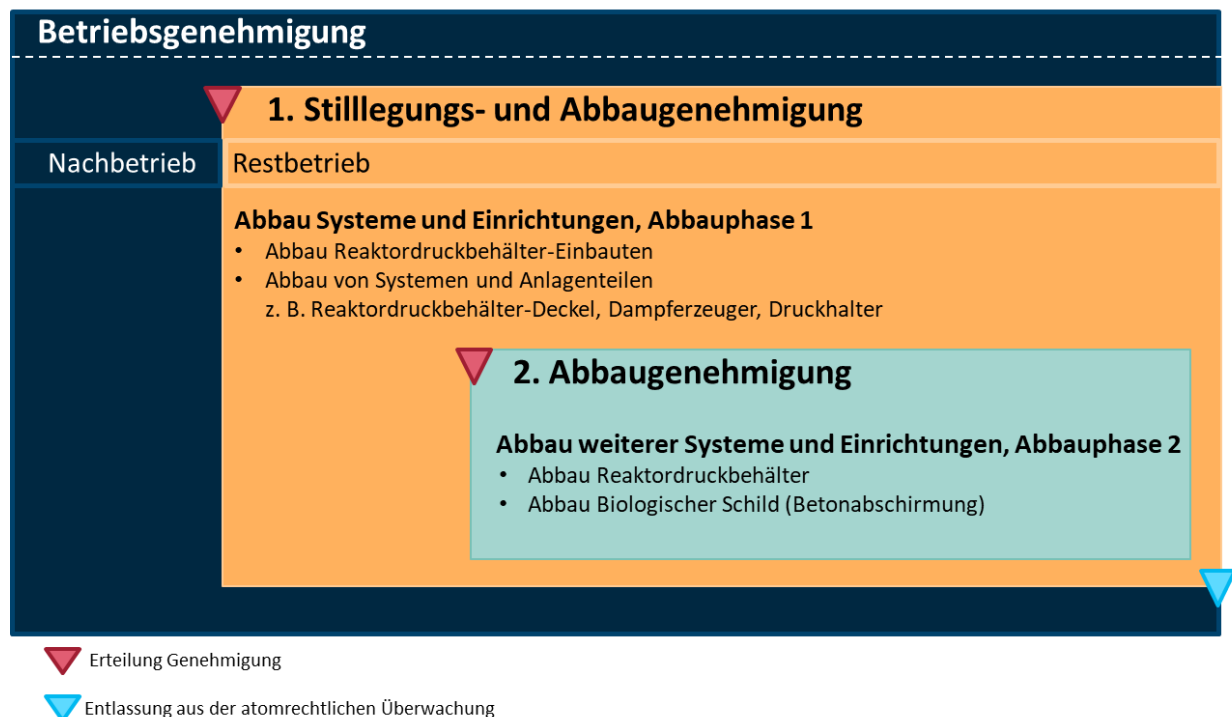 Betriebsgenehmigung
1. Stilllegungs- und Abbaugenehmigung
Nachbetrieb
Restbetrieb
Abbau Systeme und Einrichtungen, Abbauphase 1
• Abbau Reaktordruckbehälter-Einbauten
• Abbau von Systemen und Anlagenteilen
z. B. Reaktordruckbehälter-Deckel, Dampferzeuger, Druckhalter
2. Abbaugenehmigung
Abbau weiterer Systeme und Einrichtungen, Abbauphase 2
• Abbau Reaktordruckbehälter
• Abbau Biologischer Schild (Betonabschirmung)
Erteilung Genehmigung
Entlassung aus der atomrechtlichen Überwachung